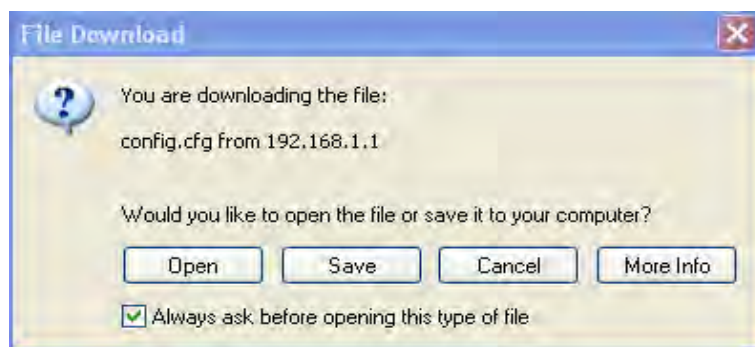 File Download
You are downloading the file:
config.cfg from 192.168.1.1
Would you like to open the file or save it to your computer?
Open
Save
Cancel
More Info
Always ask before opening this type of file